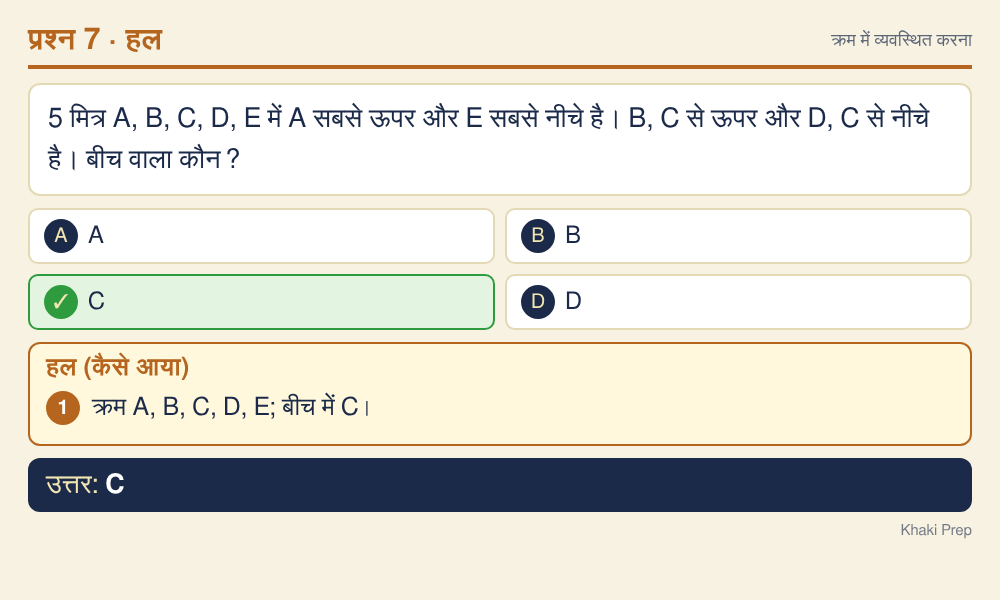 प्रश्न 7 · हल
क्रम में व्यवस्थित करना
5 मित्र A, B, C, D, E में A सबसे ऊपर और E सबसे नीचे है। B, C से ऊपर और D, C से नीचे
है। बीच वाला कौन ?
A A
B B
✓ C
D D
हल (कैसे आया)
1 क्रम A, B, C, D, E; बीच में C।
उत्तर: C
Khaki Prep